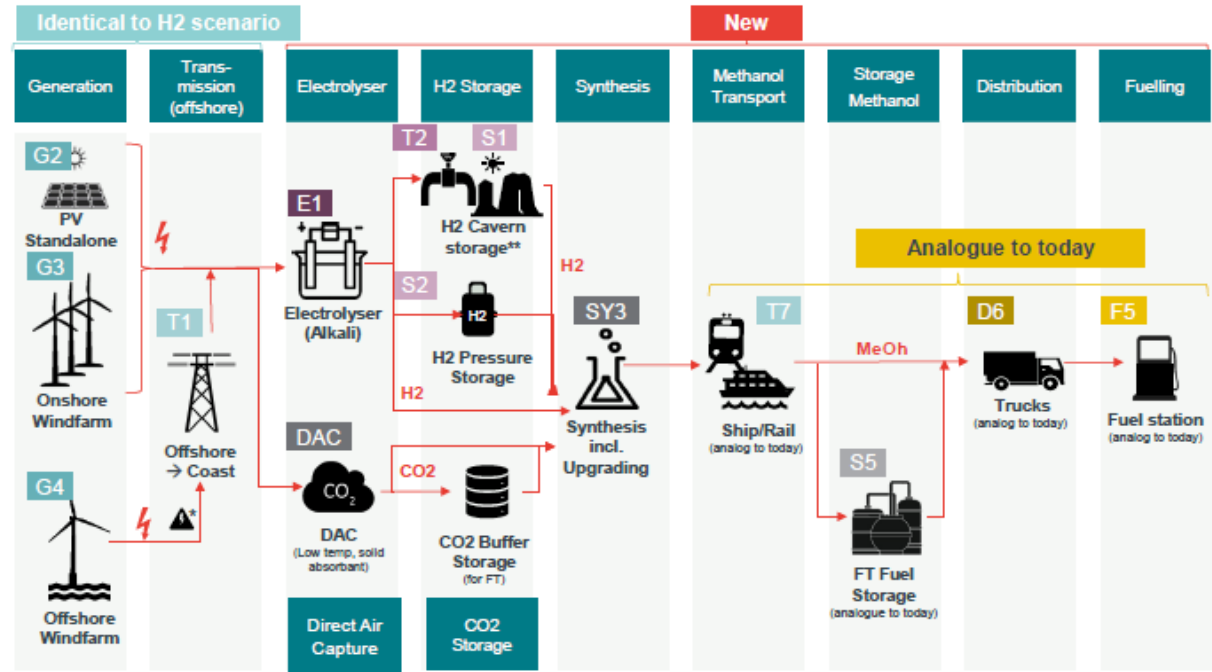 Identical to H2 scenario
New
Generation
Trans-
mission
(offshore)
Electrolyser
H2 Storage
Synthesis
Methanol
Transport
Storage
Methanol
Distribution
Fuelling
G2
PV
Standalone
G3
Onshore
Windfarm
G4
Offshore
Windfarm
T1
Offshore
→ Coast
*
E1
Electrolyser
(Alkali)
H2
DAC
CO2
DAC
(Low temp, solid
absorbant)
Direct Air
Capture
T2
S1
H2 Cavern
storage**
S2
H2
H2 Pressure
Storage
CO2
CO2 Buffer
Storage
(for FT)
CO2
Storage
H2
SY3
Synthesis
incl.
Upgrading
Analogue to today
T7
Ship/Rail
(analog to today)
MeOh
S5
FT Fuel
Storage
(analogue to today)
D6
Trucks
(analog to today)
F5
Fuel station
(analog to today)